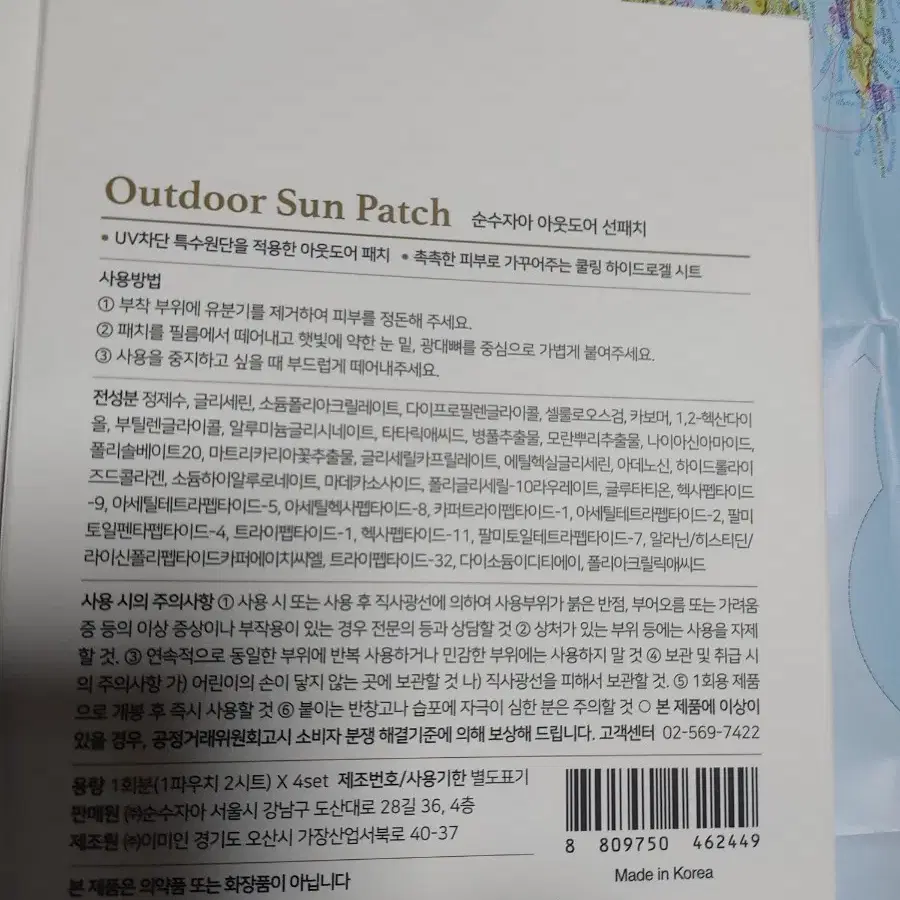 Outdoor Sun Patch 순수자아 아웃도어 선패치
• UV차단 특수원단을 적용한 아웃도어 패치 • 촉촉한 피부로 가꾸어주는 쿨링 하이드로겔 시트
사용방법
① 부착 부위에 유분기를 제거하여 피부를 정돈해 주세요.
② 패치를 필름에서 떼어내고 햇빛에 약한 눈 밑, 광대뼈를 중심으로 가볍게 붙여주세요.
③ 사용을 중지하고 싶을 때 부드럽게 떼어내주세요.
전성분 정제수, 글리세린, 소듐폴리아크릴레이트, 다이프로필렌글라이콜, 셀룰로오스검, 카보머, 1,2-헥산다이
올, 부틸렌글라이콜, 알루미늄글리시네이트, 타타릭애씨드, 병풀추출물, 모란뿌리추출물, 나이아신아마이드,
폴리솔베이트20, 마트리카리아꽃추출물, 글리세릴카프릴레이트, 에틸헥실글리세린, 아데노신, 하이드롤라이
즈드콜라겐, 소듐하이알루로네이트, 마데카소사이드, 폴리글리세릴-10라우레이트, 글루타티온, 헥사펩타이드
-9, 아세틸테트라펩타이드-5, 아세틸헥사펩타이드-8, 카퍼트라이펩타이드-1, 아세틸테트라펩타이드-2, 팔미
토일펜타펩타이드-4, 트라이펩타이드-1, 헥사펩타이드-11, 팔미토일테트라펩타이드-7, 알라닌/히스티딘/
라이신폴리펩타이드카퍼에이치씨엘, 트라이펩타이드-32, 다이소듐이디티에이, 폴리아크릴릭애씨드
사용 시의 주의사항 ① 사용 시 또는 사용 후 직사광선에 의하여 사용부위가 붉은 반점, 부어오름 또는 가려움
증 등의 이상 증상이나 부작용이 있는 경우 전문의 등과 상담할 것 ② 상처가 있는 부위 등에는 사용을 자제
할 것. ③ 연속적으로 동일한 부위에 반복 사용하거나 민감한 부위에는 사용하지 말 것 ④ 보관 및 취급 시
의 주의사항 가) 어린이의 손이 닿지 않는 곳에 보관할 것 나) 직사광선을 피해서 보관할 것. ⑤ 1회용 제품
으로 개봉 후 즉시 사용할 것 ⑥ 붙이는 반창고나 습포에 자극이 심한 분은 주의할 것 ○ 본 제품에 이상이
있을 경우, 공정거래위원회고시 소비자 분쟁 해결기준에 의해 보상해 드립니다. 고객센터 02-569-7422
용량 1회분(1파우치 2시트) X 4set 제조번호/사용기한 별도표기
판매원 ㈜순수자아 서울시 강남구 도산대로 28길 36, 4층
제조원 ㈜이미인 경기도 오산시 가장산업서북로 40-37
본 제품은 의약품 또는 화장품이 아닙니다
8 809750 462449
Made in Korea